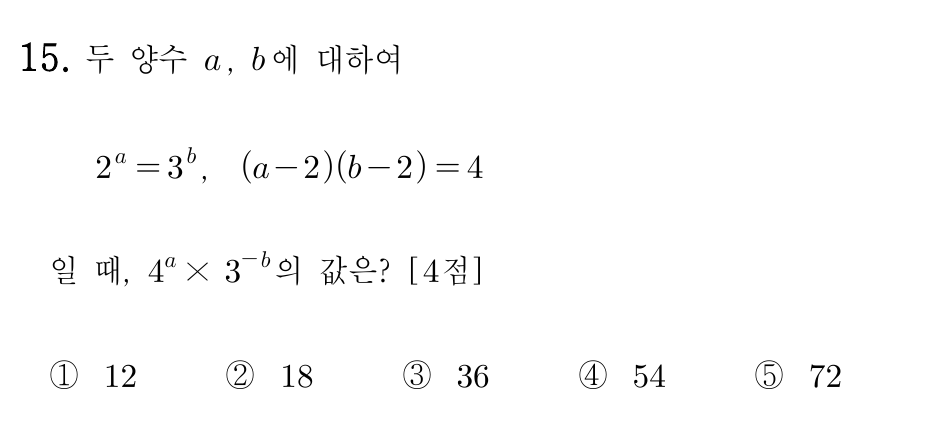 15. 두 양수 a, b에 대하여
2^a = 3^b, (a-2)(b-2) = 4
일 때, 4^a × 3^{-b}의 값은? [4점]
① 12 ② 18 ③ 36 ④ 54 ⑤ 72